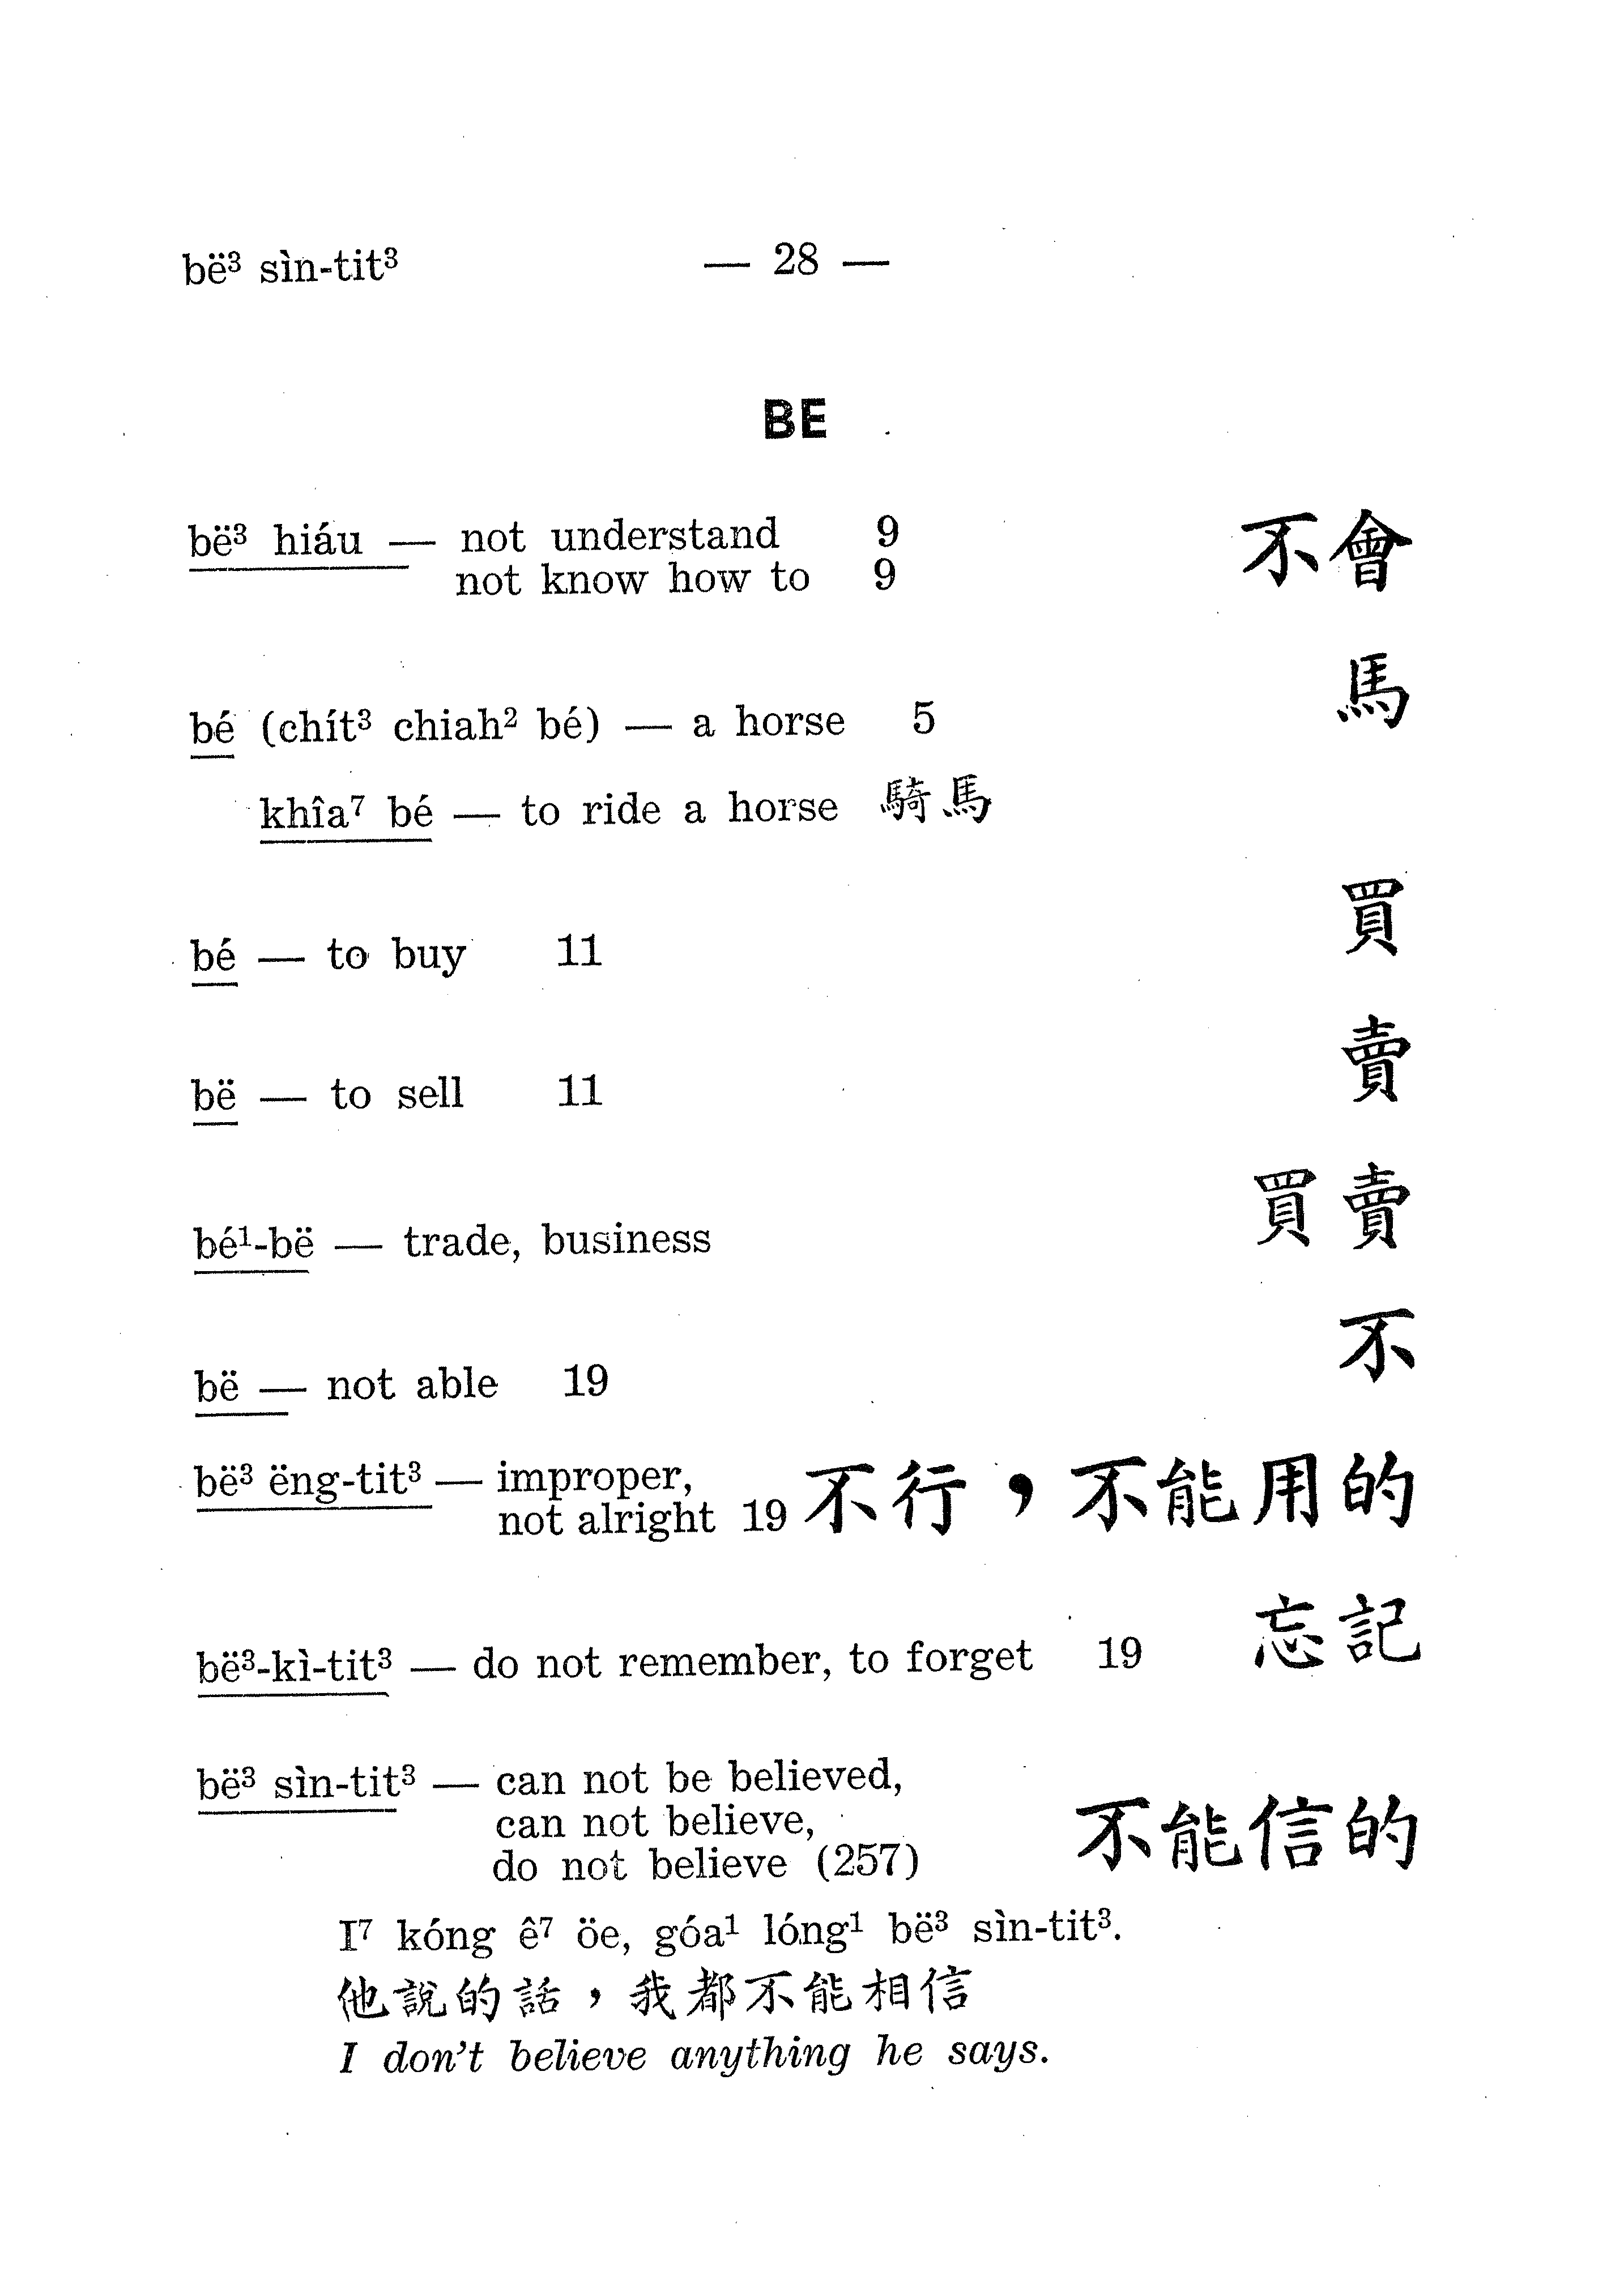 bë³ sìn-tit³ — 28 —
BE
bë³ hiáu — not understand 9 不會
not know how to 9
bé (chít³ chiah² bé) — a horse 5 馬
khîa⁷ bé — to ride a horse 騎馬
bé — to buy 11 買
bë — to sell 11 賣
bé¹-bë — trade, business 買賣
bë — not able 19 不
bë³ ëng-tit³ — improper, 不行，不能用的
not alright 19
bë³-kì-tit³ — do not remember, to forget 19 忘記
bë³ sìn-tit³ — can not be believed,
can not believe, 不能信的
do not believe (257)
I⁷ kóng ê⁷ öe, góa¹ lóng¹ bë³ sìn-tit³.
他說的話，我都不能相信
I don't believe anything he says.